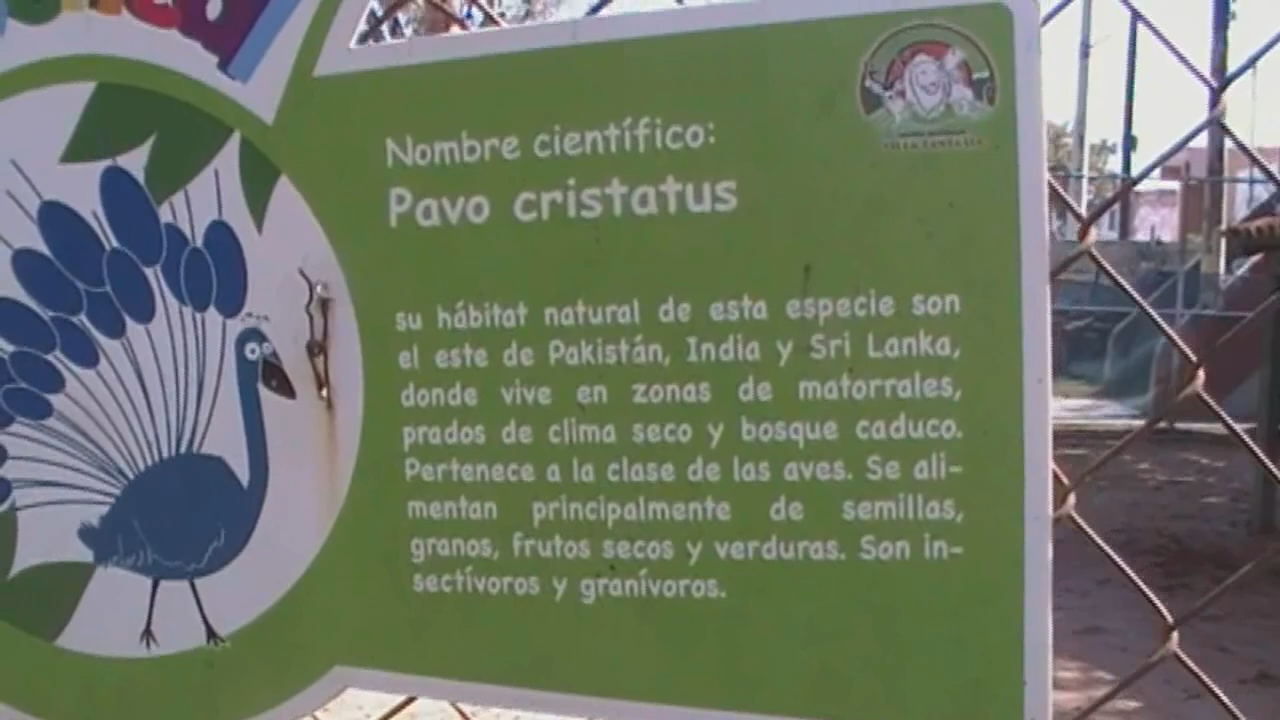 Nombre científico:
Pavo cristatus
su hábitat natural de esta especie son
el este de Pakistán, India y Sri Lanka,
donde vive en zonas de matorrales,
prados de clima seco y bosque caduco.
Pertenece a la clase de las aves. Se ali-
mentan principalmente de semillas,
granos, frutos secos y verduras. Son in-
sectívoros y granívoros.